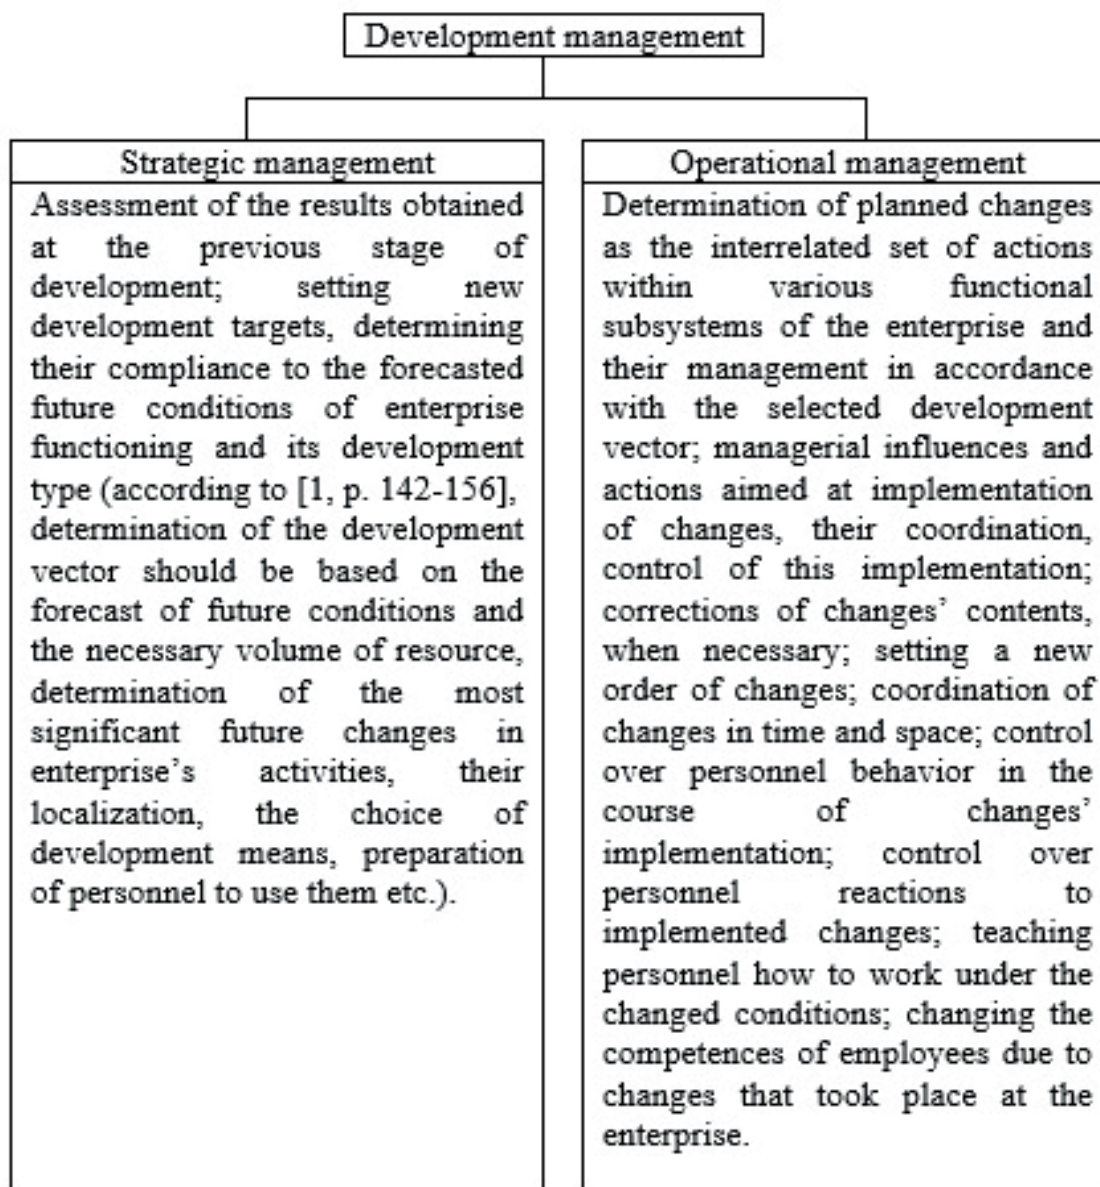 Development management
Strategic management
Assessment of the results obtained
at the previous stage of
development; setting new
development targets, determining
their compliance to the forecasted
future conditions of enterprise
functioning and its development
type (according to [1, p. 142-156],
determination of the development
vector should be based on the
forecast of future conditions and
the necessary volume of resource,
determination of the most
significant future changes in
enterprise’s activities, their
localization, the choice of
development means, preparation
of personnel to use them etc.).
Operational management
Determination of planned changes
as the interrelated set of actions
within various functional
subsystems of the enterprise and
their management in accordance
with the selected development
vector; managerial influences and
actions aimed at implementation
of changes, their coordination,
control of this implementation;
corrections of changes’ contents,
when necessary; setting a new
order of changes; coordination of
changes in time and space; control
over personnel behavior in the
course of changes’
implementation; control over
personnel reactions to
implemented changes; teaching
personnel how to work under the
changed conditions; changing the
competences of employees due to
changes that took place at the
enterprise.